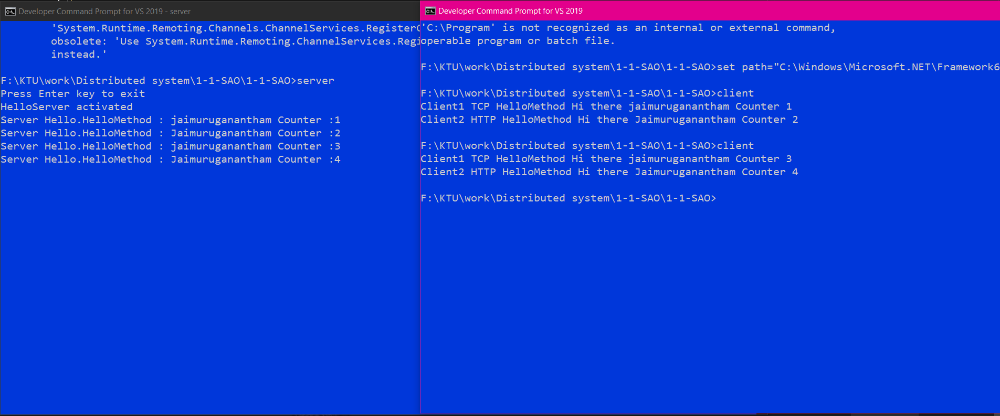 Developer Command Prompt for VS 2019 - server
'System.Runtime.Remoting.Channels.ChannelServices.Register
obsolete: 'Use System.Runtime.Remoting.ChannelServices.Regi
instead.'
F:\KTU\work\Distributed system\1-1-SAO\1-1-SAO>server
Press Enter key to exit
HelloServer activated
Server Hello.HelloMethod : jaimuruganantham Counter :1
Server Hello.HelloMethod : Jaimuruganantham Counter :2
Server Hello.HelloMethod : jaimuruganantham Counter :3
Server Hello.HelloMethod : Jaimuruganantham Counter :4
Developer Command Prompt for VS 2019
'C:\Program' is not recognized as an internal or external command,
operable program or batch file.
F:\KTU\work\Distributed system\1-1-SAO\1-1-SAO>set path="C:\Windows\Microsoft.NET\Framework6
F:\KTU\work\Distributed system\1-1-SAO\1-1-SAO>client
Client1 TCP HelloMethod Hi there jaimuruganantham Counter 1
Client2 HTTP HelloMethod Hi there Jaimuruganantham Counter 2
F:\KTU\work\Distributed system\1-1-SAO\1-1-SAO>client
Client1 TCP HelloMethod Hi there jaimuruganantham Counter 3
Client2 HTTP HelloMethod Hi there Jaimuruganantham Counter 4
F:\KTU\work\Distributed system\1-1-SAO\1-1-SAO>